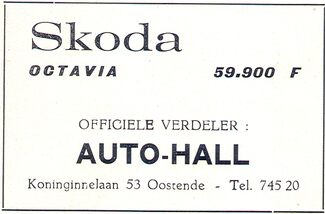 Skoda
OCTAVIA 59.900 F
OFFICIELE VERDELER :
AUTO-HALL
Koninginnelaan 53 Oostende - Tel. 745 20